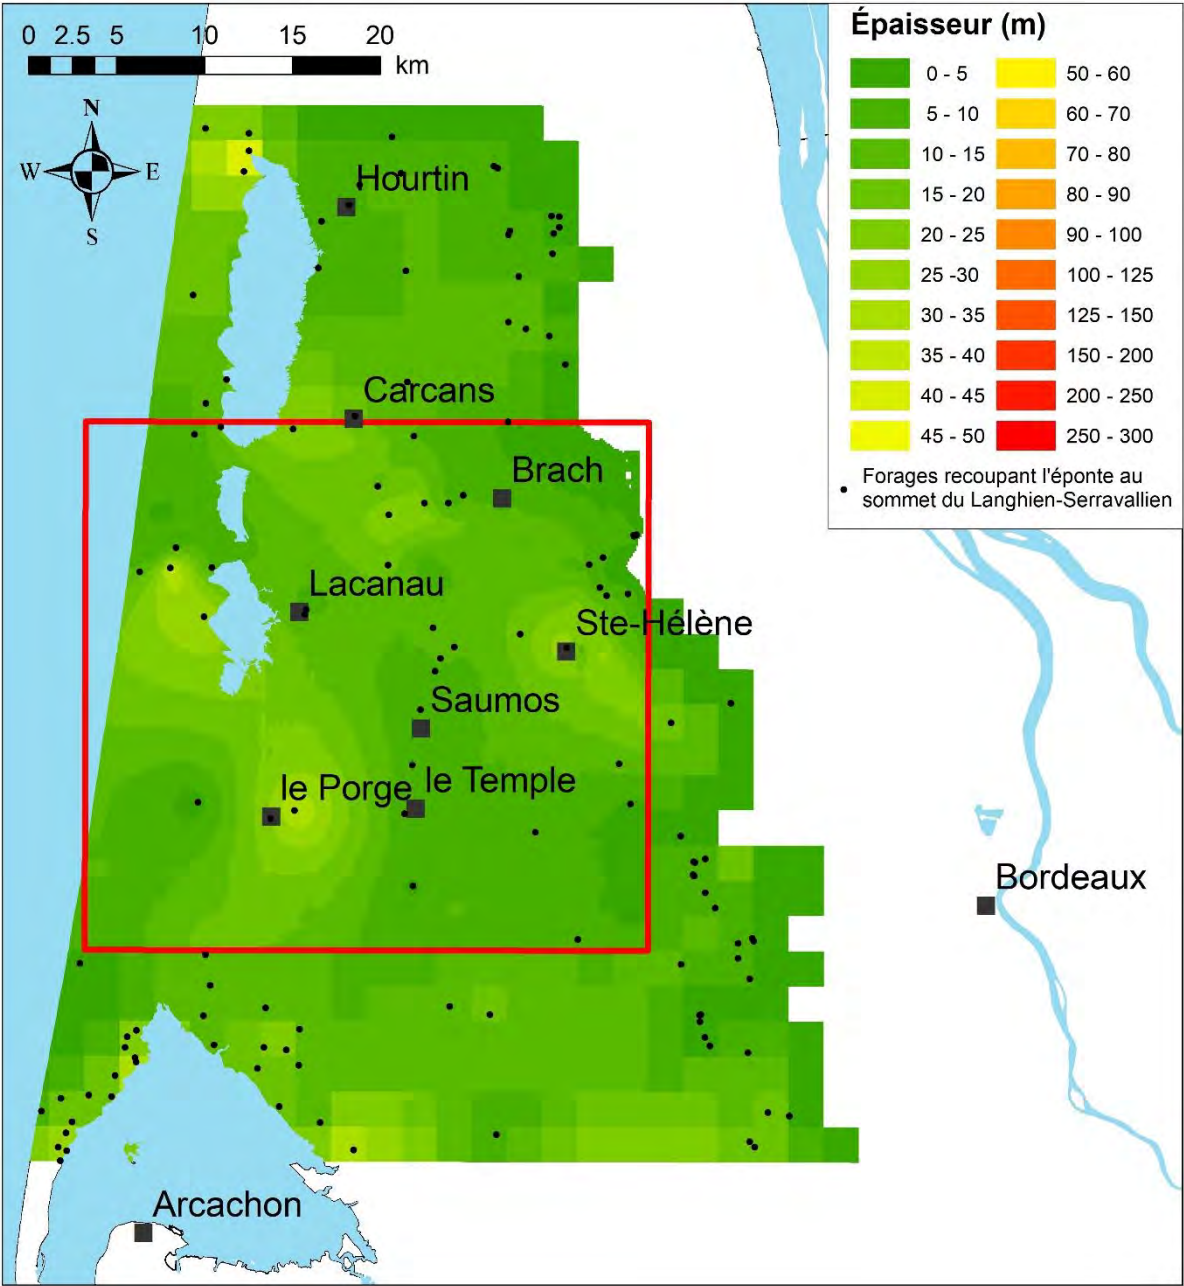 0 2.5 5 10 15 20
km
N
W E
S
Épaisseur (m)
0 - 5 50 - 60
5 - 10 60 - 70
10 - 15 70 - 80
15 - 20 80 - 90
20 - 25 90 - 100
25 -30 100 - 125
30 - 35 125 - 150
35 - 40 150 - 200
40 - 45 200 - 250
45 - 50 250 - 300
Forages recoupant l'éponte au
sommet du Langhien-Serravallien
Hourtin
Carcans
Brach
Lacanau
Ste-Hélène
Saumos
le Porge
le Temple
Bordeaux
Arcachon